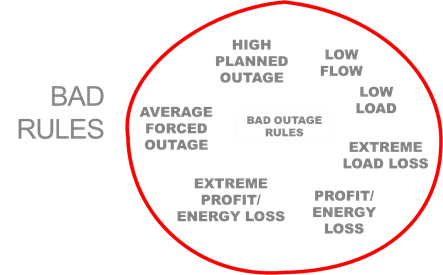 BAD
RULES
HIGH
PLANNED
OUTAGE
LOW
FLOW
LOW
LOAD
AVERAGE
FORCED
OUTAGE
BAD OUTAGE
RULES
EXTREME
LOAD LOSS
EXTREME
PROFIT/
ENERGY LOSS
PROFIT/
ENERGY
LOSS